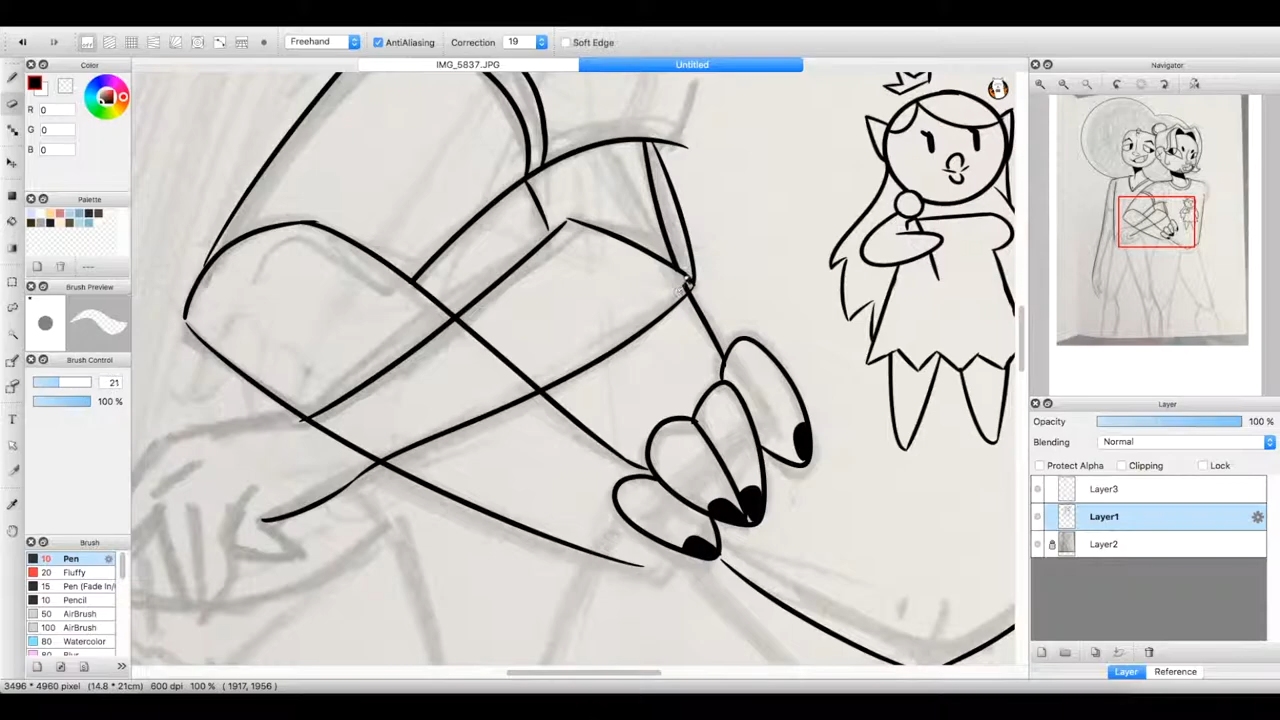 Freehand AntiAliasing Correction 19 Soft Edge
IMG_5837.JPG Untitled
Color
R 0
G 0
B 0
Palette
---
Brush Preview
Brush Control
21
100 %
Brush
10 Pen
20 Fluffy
15 Pen (Fade In/
10 Pencil
50 AirBrush
100 AirBrush
80 Watercolor
T
Navigator
Layer
Opacity 100 %
Blending Normal
Protect Alpha Clipping Lock
Layer3
Layer1
Layer2
Layer Reference
3496 * 4960 pixel (14.8 * 21cm) 600 dpi 100 % ( 1917, 1956 )